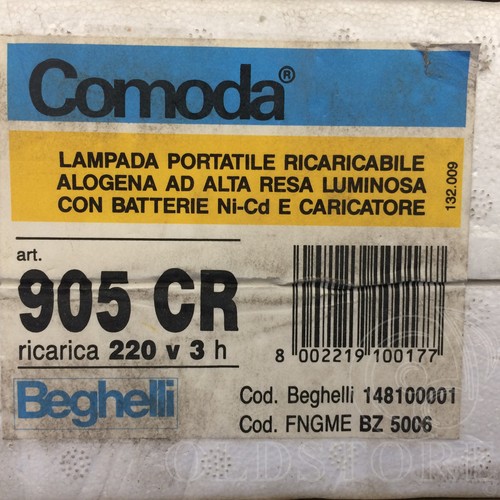 Comoda®
LAMPADA PORTATILE RICARICABILE
ALOGENA AD ALTA RESA LUMINOSA
CON BATTERIE Ni-Cd E CARICATORE
132.009
art.
905 CR
ricarica 220 v 3 h
8 002219 100177
Beghelli
Cod. Beghelli 148100001
Cod. FNGME BZ 5006
OLDSTORE